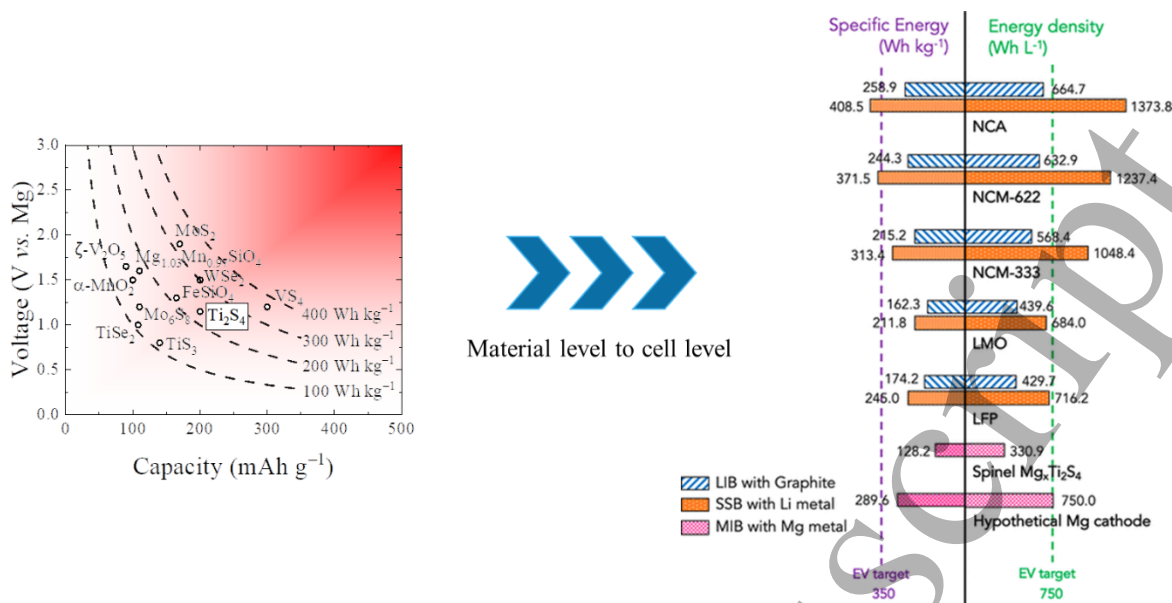 Voltage (V vs. Mg)
3.0
2.5
2.0
1.5
1.0
0.5
0.0
MoS₂
ζ-V₂O₅
Mg₁.₀₃Mn₀.₉₇SiO₄
α-MnO₂
WSe₂
FeSiO₄
VS₄
Mo₆S₈
Ti₂S₄
TiSe₂
TiS₃
400 Wh kg⁻¹
300 Wh kg⁻¹
200 Wh kg⁻¹
100 Wh kg⁻¹
0 100 200 300 400 500
Capacity (mAh g⁻¹)
Material level to cell level
Specific Energy
(Wh kg⁻¹)
Energy density
(Wh L⁻¹)
258.9 664.7
408.5 1373.8
NCA
244.3 632.9
371.5 1237.4
NCM-622
215.2 568.4
313.4 1048.4
NCM-333
162.3 439.6
211.8 684.0
LMO
174.2 429.7
245.0 716.2
LFP
128.2 330.9
Spinel MgₓTi₂S₄
289.6 750.0
Hypothetical Mg cathode
LIB with Graphite
SSB with Li metal
MIB with Mg metal
EV target
350
EV target
750
script